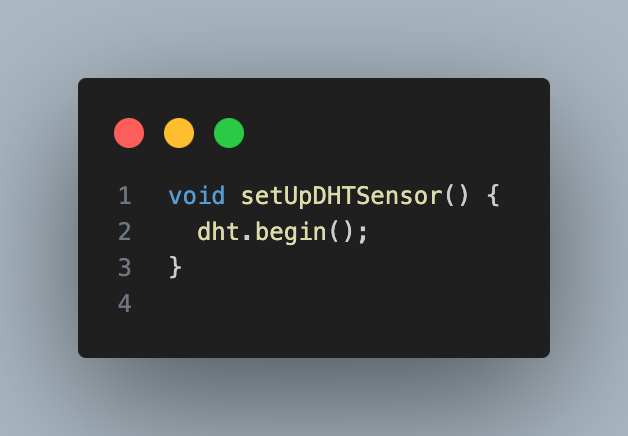 1 void setUpDHTSensor() {
2   dht.begin();
3 }
4